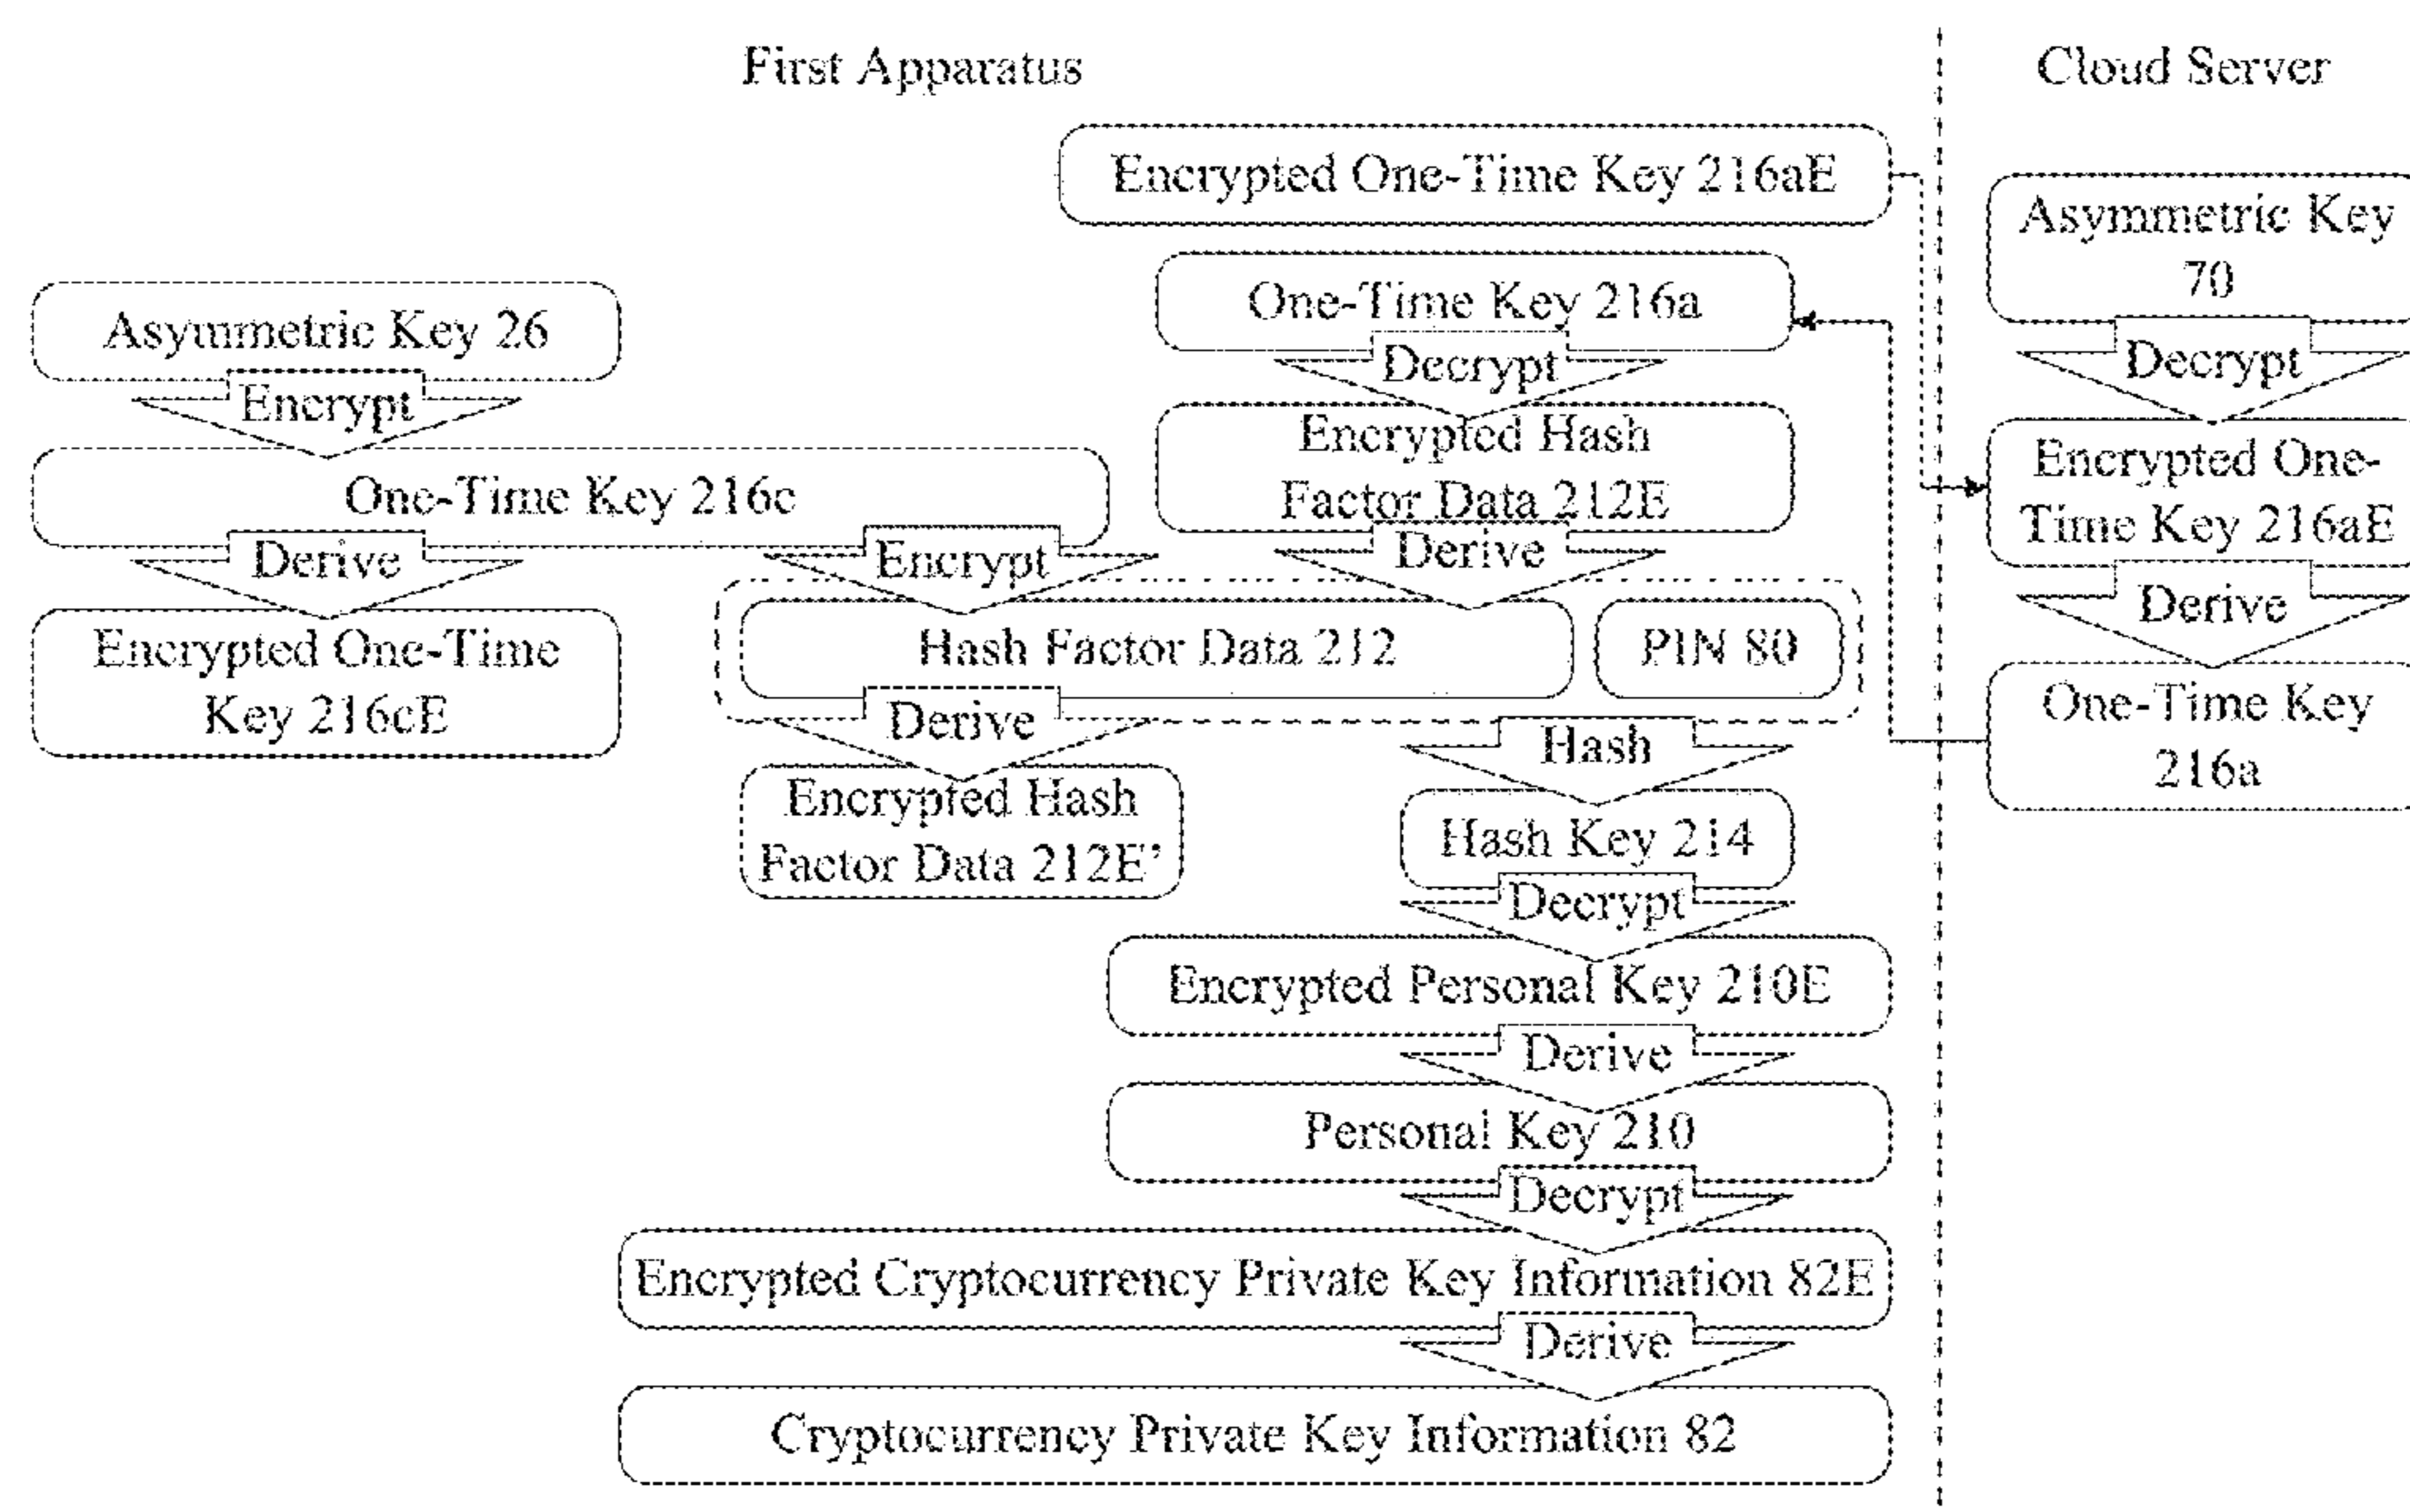 First Apparatus
Cloud Server
Encrypted One-Time Key 216aE
Asymmetric Key
70
One-Time Key 216a
Decrypt
Decrypt
Asymmetric Key 26
Encrypt
Encrypted Hash
Factor Data 212E
Encrypted One-
Time Key 216aE
One-Time Key 216c
Derive
Encrypt
Derive
Derive
Encrypted One-Time
Key 216cE
Hash Factor Data 212
PIN 80
One-Time Key
216a
Derive
Hash
Encrypted Hash
Factor Data 212E'
Hash Key 214
Decrypt
Encrypted Personal Key 210E
Derive
Personal Key 210
Decrypt
Encrypted Cryptocurrency Private Key Information 82E
Derive
Cryptocurrency Private Key Information 82